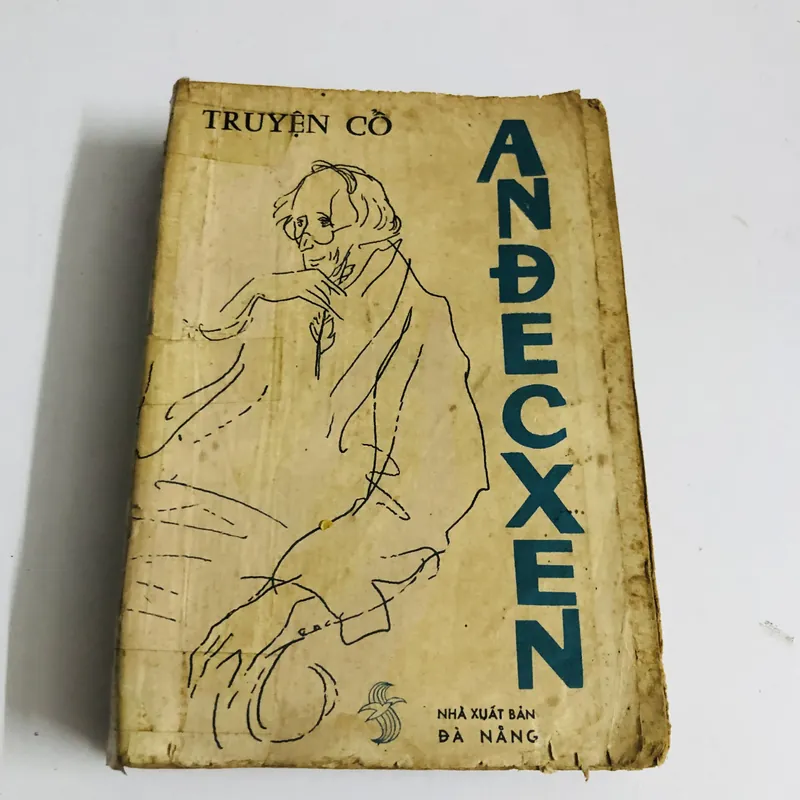 TRUYỆN CỔ
ANĐECXEN
NHÀ XUẤT BẢN
ĐÀ NẴNG